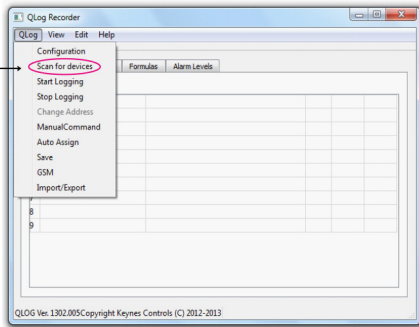 QLog Recorder
QLog View Edit Help
Configuration
Scan for devices
Formulas Alarm Levels
Start Logging
Stop Logging
Change Address
ManualCommand
Auto Assign
Save
GSM
Import/Export
8
9
QLOG Ver. 1302.005Copyright Keynes Controls (C) 2012-2013